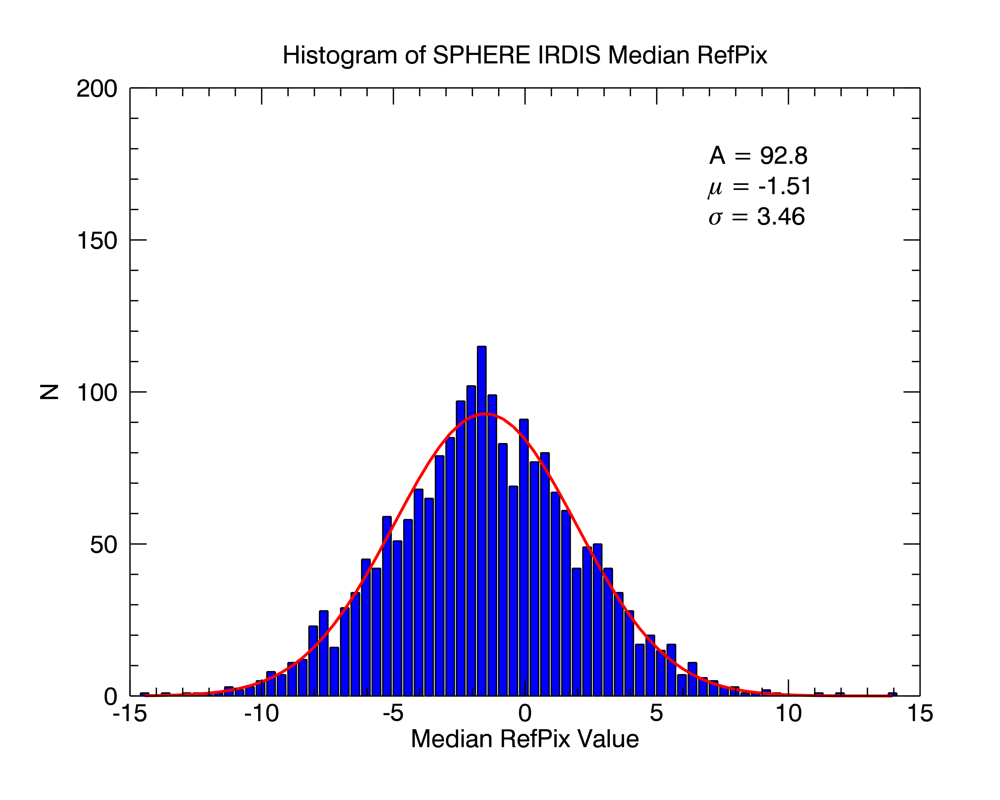 Histogram of SPHERE IRDIS Median RefPix
200
150
100
50
0
N
A = 92.8
μ = -1.51
σ = 3.46
-15 -10 -5 0 5 10 15
Median RefPix Value